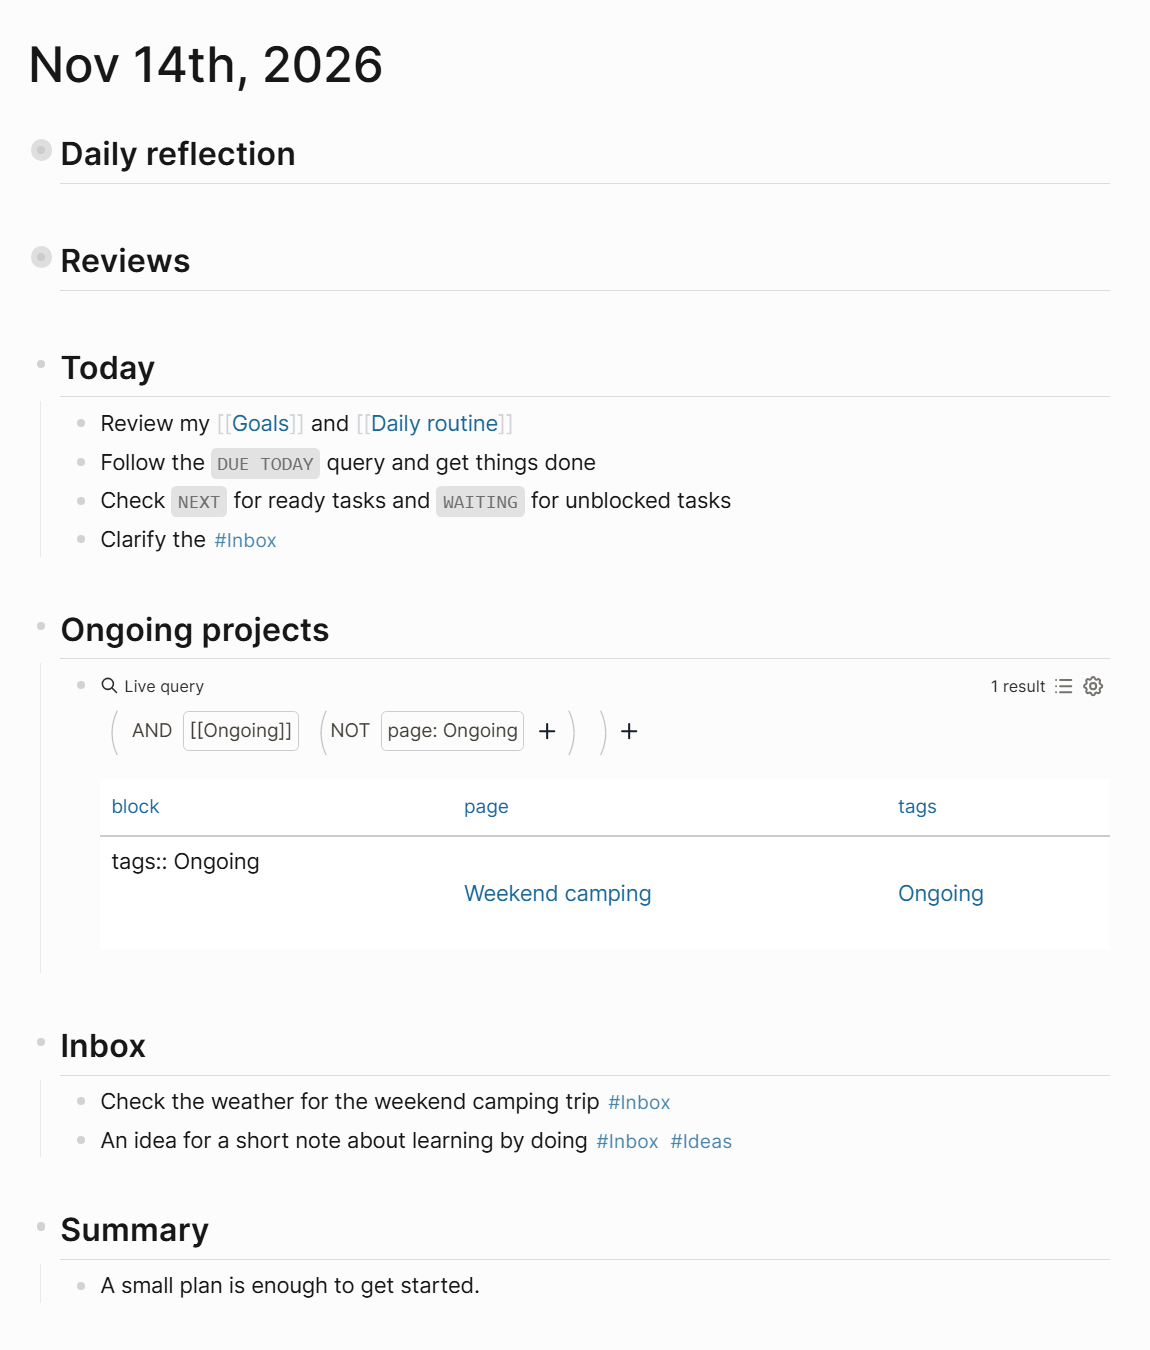 Nov 14th, 2026
Daily reflection
Reviews
Today
Review my [[Goals]] and [[Daily routine]]
Follow the DUE TODAY query and get things done
Check NEXT for ready tasks and WAITING for unblocked tasks
Clarify the #Inbox
Ongoing projects
Live query 1 result
( AND [[Ongoing]] ( NOT page: Ongoing + ) ) +
block page tags
tags:: Ongoing
Weekend camping Ongoing
Inbox
Check the weather for the weekend camping trip #Inbox
An idea for a short note about learning by doing #Inbox #Ideas
Summary
A small plan is enough to get started.